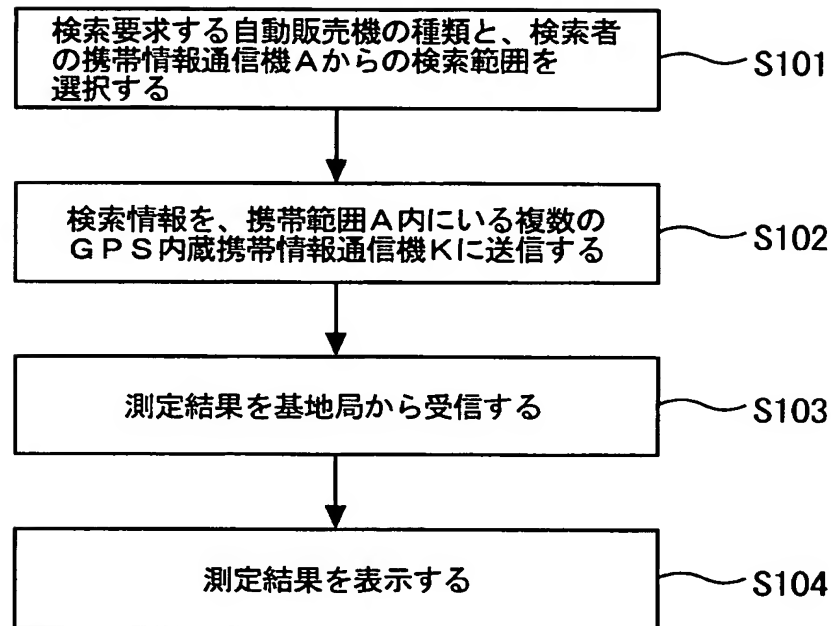 検索要求する自動販売機の種類と、検索者
の携帯情報通信機Aからの検索範囲を
選択する
S101
検索情報を、携帯範囲A内にいる複数の
GPS内蔵携帯情報通信機Kに送信する
S102
測定結果を基地局から受信する
S103
測定結果を表示する
S104